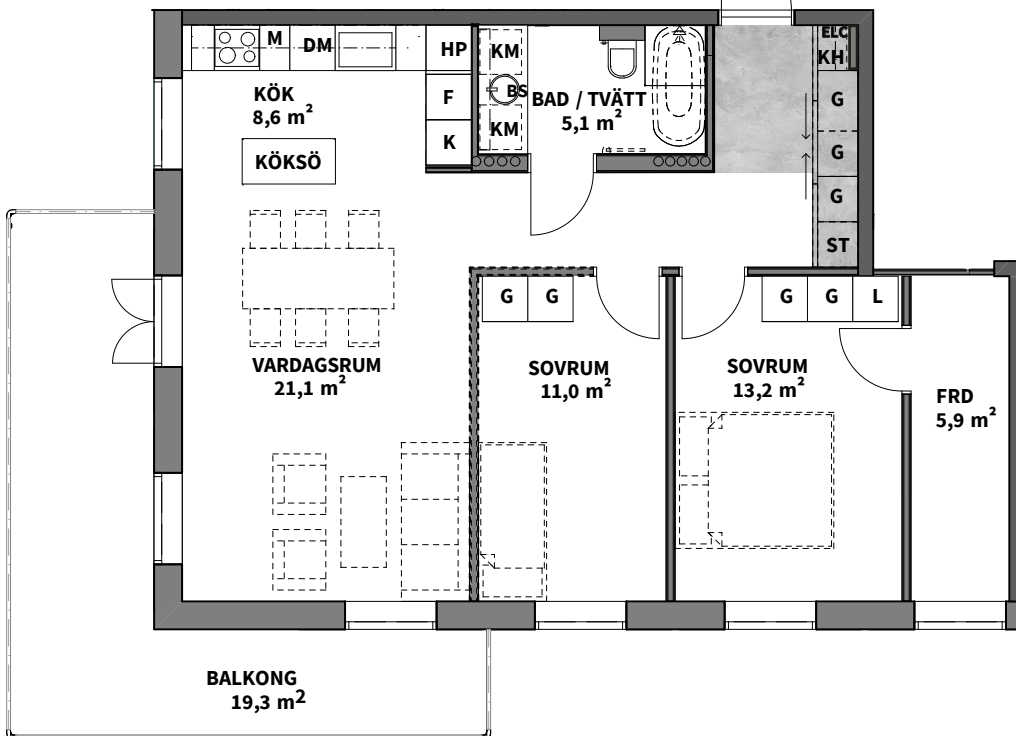 M
DM
HP
KM
ELC
KH
KÖK
8,6 m²
F
BS
BAD / TVÄTT
5,1 m²
G
KM
K
G
KÖKSÖ
G
ST
G
G
G
G
L
VARDAGSRUM
21,1 m²
SOVRUM
11,0 m²
SOVRUM
13,2 m²
FRD
5,9 m²
BALKONG
19,3 m²